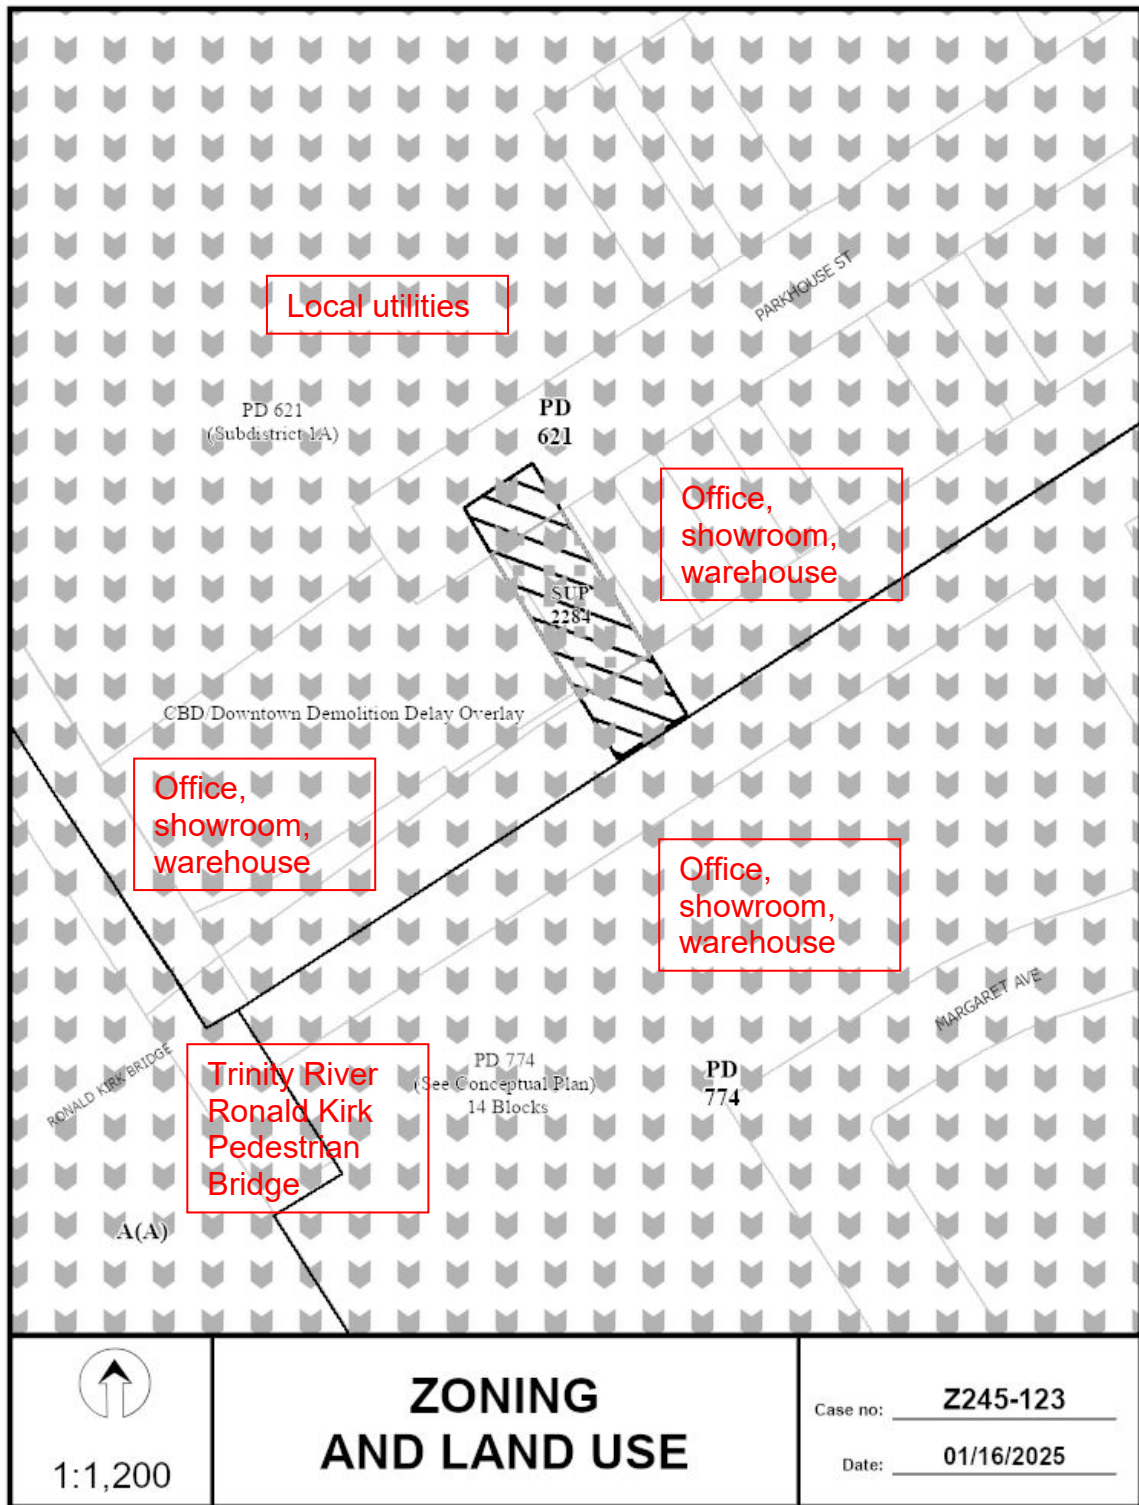 PARKHOUSE ST
Local utilities
PD 621
(Subdistrict 1A)
PD
621
Office,
showroom,
warehouse
SUP
2284
CBD/Downtown Demolition Delay Overlay
Office,
showroom,
warehouse
Office,
showroom,
warehouse
MARGARET AVE
RONALD KIRK BRIDGE
Trinity River
Ronald Kirk
Pedestrian
Bridge
PD 774
(See Conceptual Plan)
14 Blocks
PD
774
A(A)
1:1,200
ZONING
AND LAND USE
Case no: Z245-123
Date: 01/16/2025